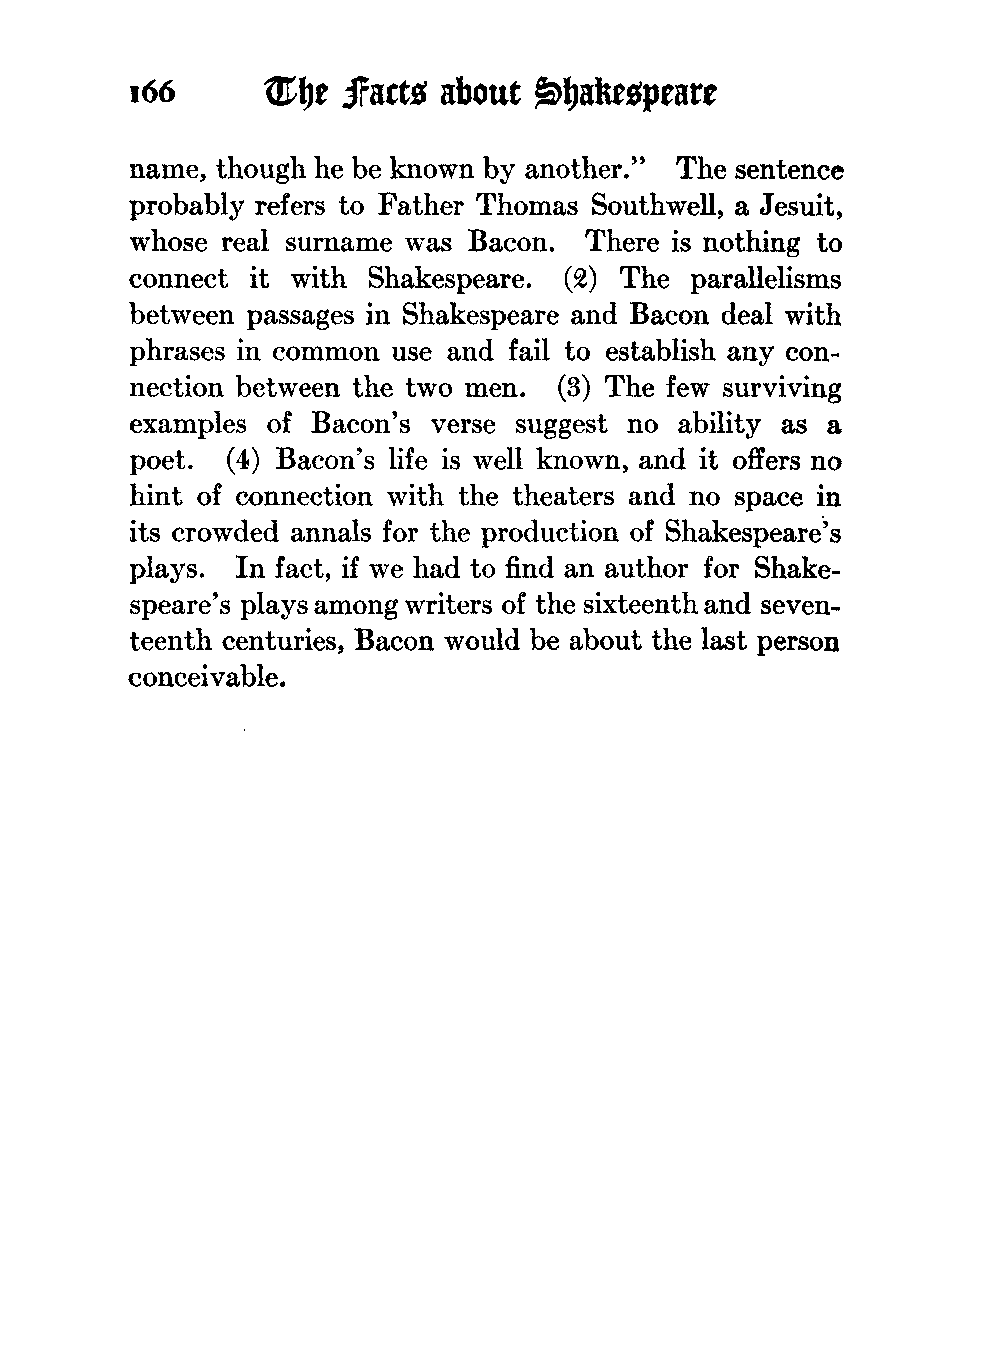 166 The Facts about Shakespeare
name, though he be known by another.” The sentence
probably refers to Father Thomas Southwell, a Jesuit,
whose real surname was Bacon. There is nothing to
connect it with Shakespeare. (2) The parallelisms
between passages in Shakespeare and Bacon deal with
phrases in common use and fail to establish any con-
nection between the two men. (3) The few surviving
examples of Bacon’s verse suggest no ability as a
poet. (4) Bacon’s life is well known, and it offers no
hint of connection with the theaters and no space in
its crowded annals for the production of Shakespeare’s
plays. In fact, if we had to find an author for Shake-
speare’s plays among writers of the sixteenth and seven-
teenth centuries, Bacon would be about the last person
conceivable.